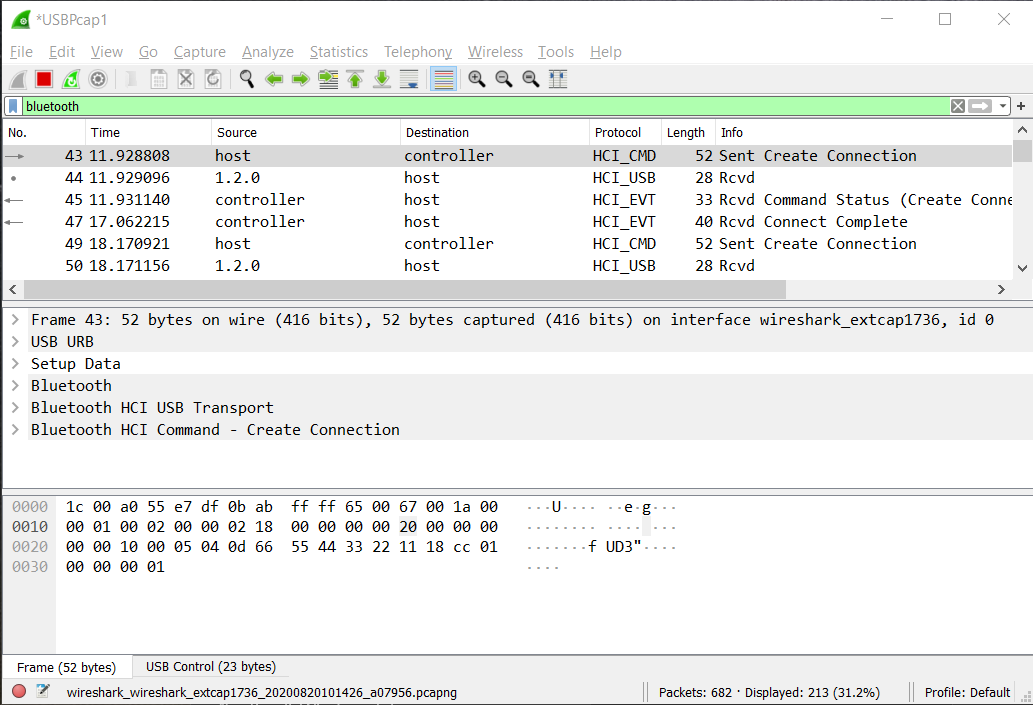 *USBPcap1
File Edit View Go Capture Analyze Statistics Telephony Wireless Tools Help
bluetooth
No. Time Source Destination Protocol Length Info
43 11.928808 host controller HCI_CMD 52 Sent Create Connection
44 11.929096 1.2.0 host HCI_USB 28 Rcvd
45 11.931140 controller host HCI_EVT 33 Rcvd Command Status (Create Conne
47 17.062215 controller host HCI_EVT 40 Rcvd Connect Complete
49 18.170921 host controller HCI_CMD 52 Sent Create Connection
50 18.171156 1.2.0 host HCI_USB 28 Rcvd
Frame 43: 52 bytes on wire (416 bits), 52 bytes captured (416 bits) on interface wireshark_extcap1736, id 0
USB URB
Setup Data
Bluetooth
Bluetooth HCI USB Transport
Bluetooth HCI Command - Create Connection
0000 1c 00 a0 55 e7 df 0b ab ff ff 65 00 67 00 1a 00 ···U···· ··e·g···
0010 00 01 00 02 00 00 02 18 00 00 00 00 20 00 00 00 ········ ···· ···
0020 00 00 10 00 05 04 0d 66 55 44 33 22 11 18 cc 01 ·······f UD3"····
0030 00 00 00 01 ····
Frame (52 bytes) USB Control (23 bytes)
wireshark_wireshark_extcap1736_20200820101426_a07956.pcapng Packets: 682 · Displayed: 213 (31.2%) Profile: Default